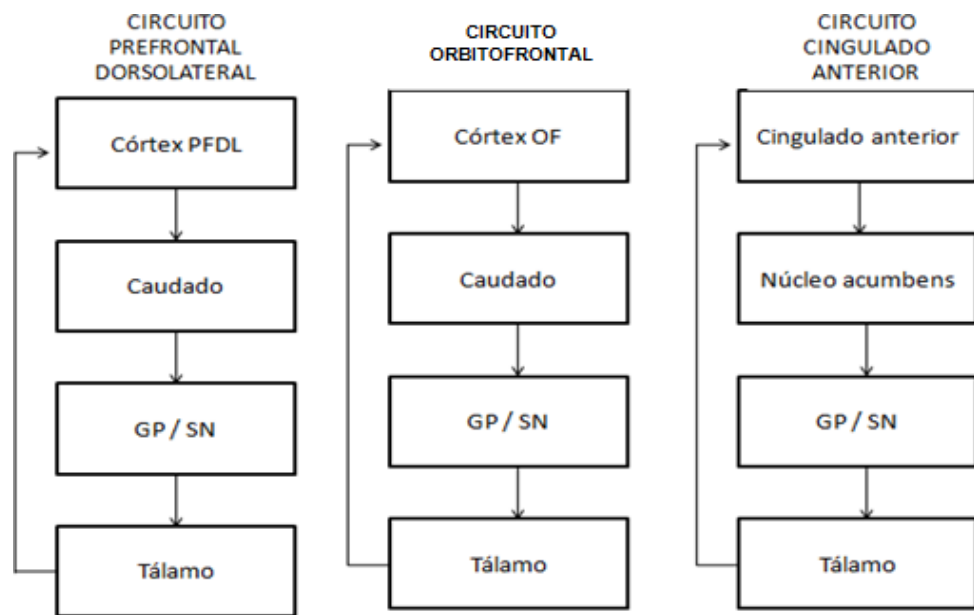 CIRCUITO
PREFRONTAL
DORSOLATERAL
Córtex PFDL
Caudado
GP / SN
Tálamo
CIRCUITO
ORBITOFRONTAL
Córtex OF
Caudado
GP / SN
Tálamo
CIRCUITO
CINGULADO
ANTERIOR
Cingulado anterior
Núcleo acumbens
GP / SN
Tálamo